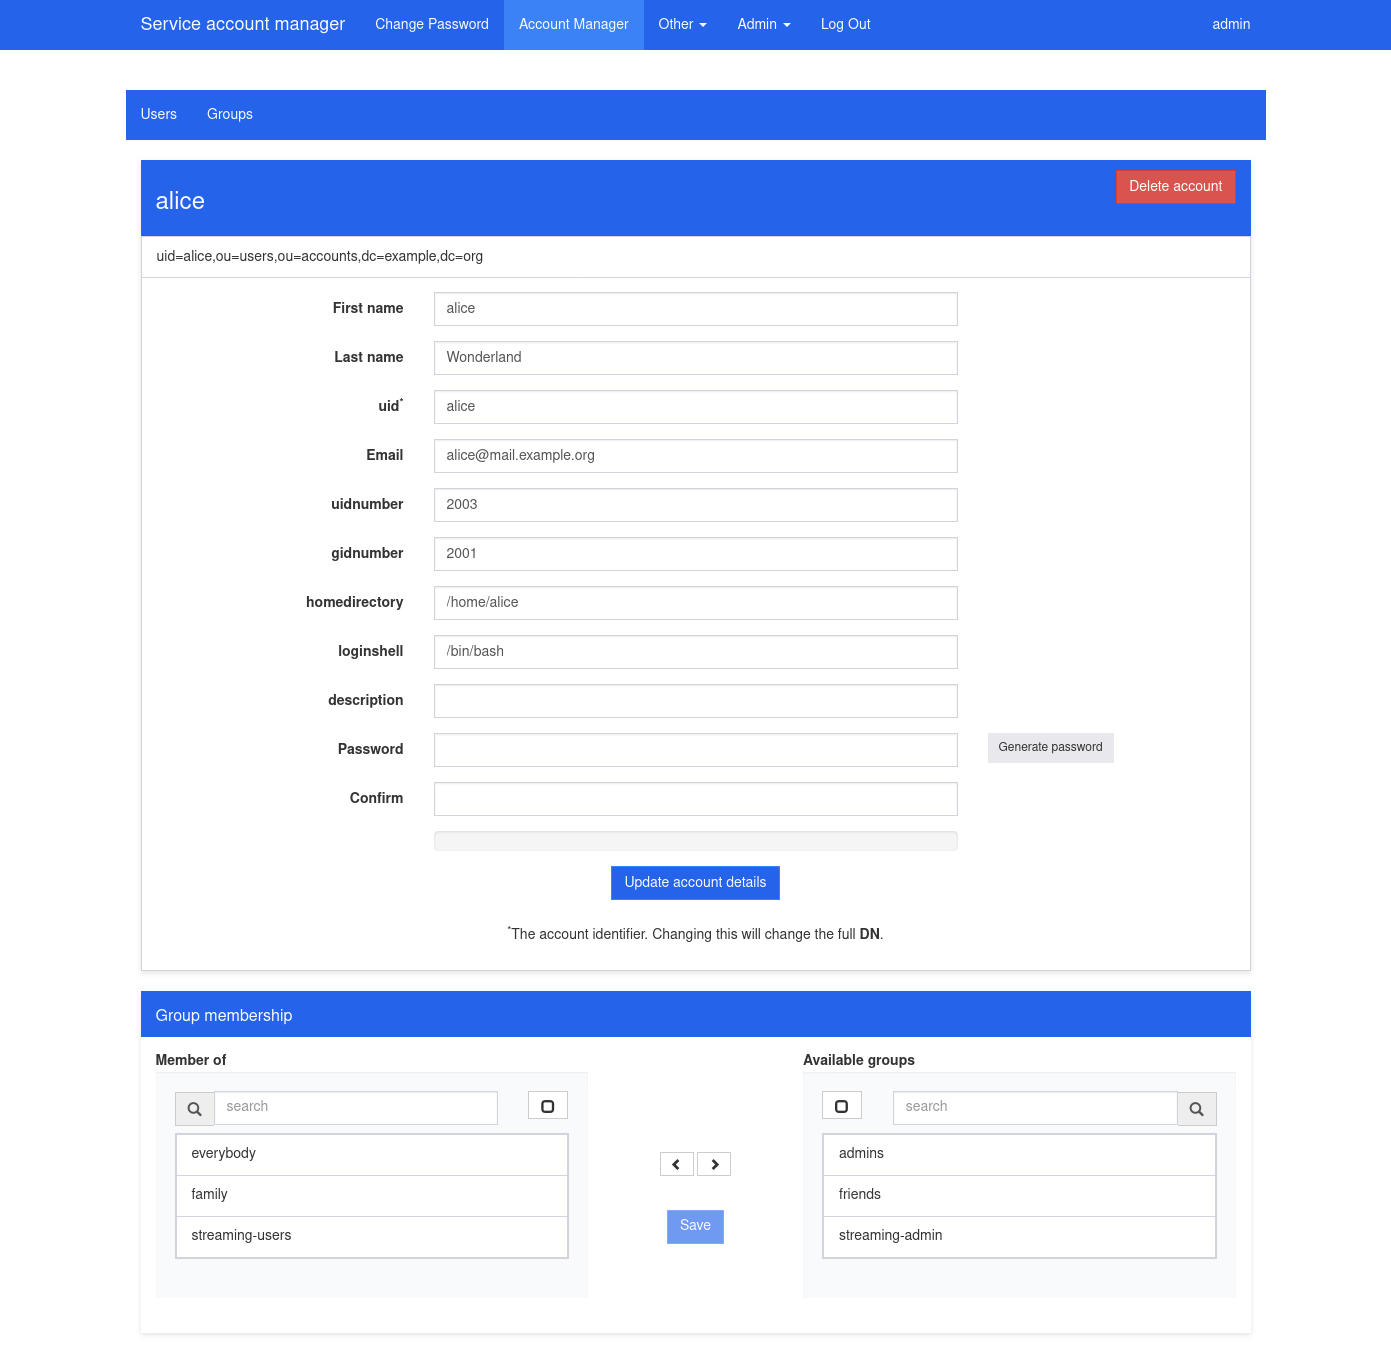 Service account manager Change Password Account Manager Other Admin Log Out admin
Users Groups
alice Delete account
uid=alice,ou=users,ou=accounts,dc=example,dc=org
First name alice
Last name Wonderland
uid* alice
Email alice@mail.example.org
uidnumber 2003
gidnumber 2001
homedirectory /home/alice
loginshell /bin/bash
description
Password Generate password
Confirm
Update account details
*The account identifier. Changing this will change the full DN.
Group membership
Member of Available groups
search search
everybody admins
family friends
streaming-users Save streaming-admin